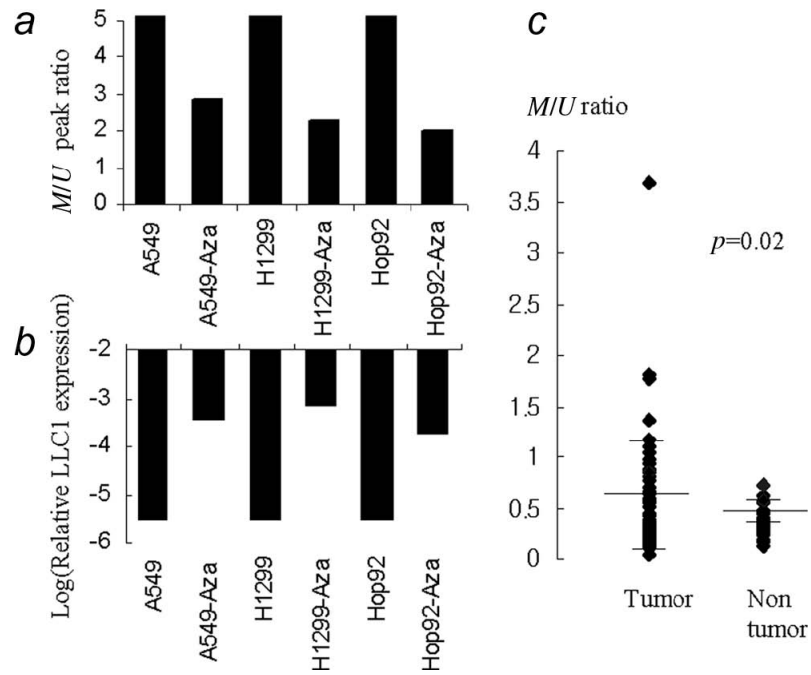 a
M/U peak ratio
5
4
3
2
1
0
A549
A549-Aza
H1299
H1299-Aza
Hop92
Hop92-Aza
b
Log(Relative LLC1 expression)
-2
-3
-4
-5
-6
A549
A549-Aza
H1299
H1299-Aza
Hop92
Hop92-Aza
c
M/U ratio
4
3.5
3
2.5
2
1.5
1
0.5
0
p=0.02
Tumor
Non
tumor